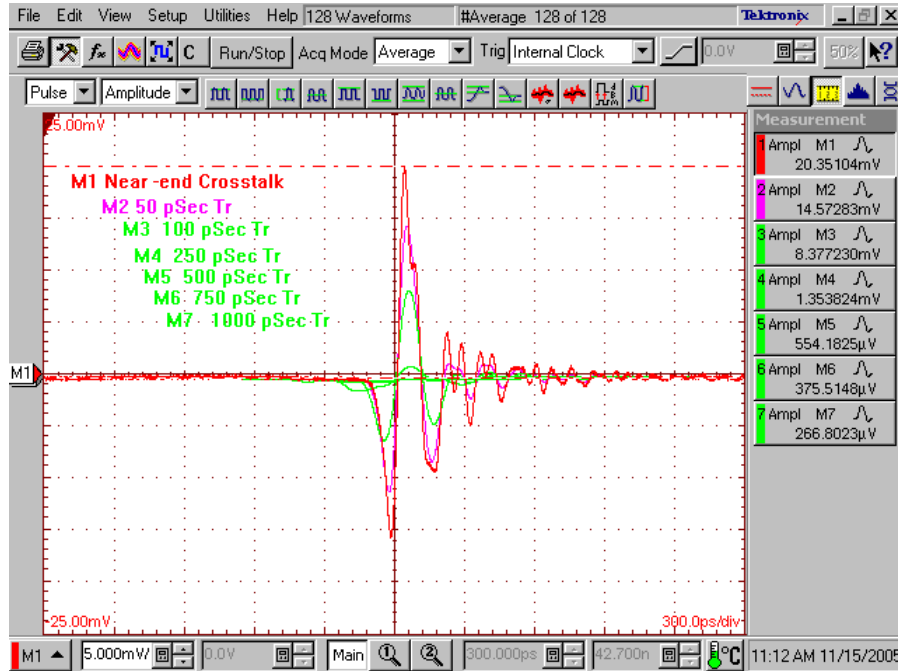 File Edit View Setup Utilities Help 128 Waveforms #Average 128 of 128 Tektronix
fx C Run/Stop Acq Mode Average Trig Internal Clock 0.0V 50% ?
Pulse Amplitude
25.00mV
M1 Near -end Crosstalk
M2 50 pSec Tr
M3 100 pSec Tr
M4 250 pSec Tr
M5 500 pSec Tr
M6 750 pSec Tr
M7 1000 pSec Tr
M1
-25.00mV
300.0ps/div
Measurement
1 Ampl M1
20.35104mV
2 Ampl M2
14.57283mV
3 Ampl M3
8.377230mV
4 Ampl M4
1.353824mV
5 Ampl M5
554.1825µV
6 Ampl M6
375.5148µV
7 Ampl M7
266.8023µV
M1 5.000mV/ 0.0V Main 1 2 300.000ps 42.700n °C 11:12 AM 11/15/2005